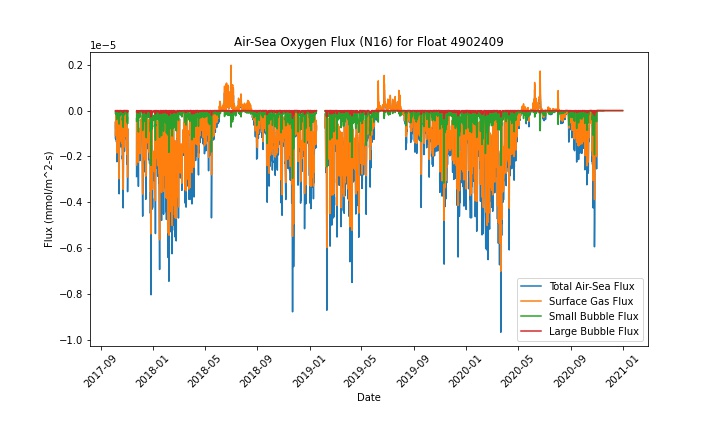 Air-Sea Oxygen Flux (N16) for Float 4902409
1e−5
0.2
0.0
−0.2
−0.4
−0.6
−0.8
−1.0
Flux (mmol/m^2-s)
Total Air-Sea Flux
Surface Gas Flux
Small Bubble Flux
Large Bubble Flux
2017-09
2018-01
2018-05
2018-09
2019-01
2019-05
2019-09
2020-01
2020-05
2020-09
2021-01
Date